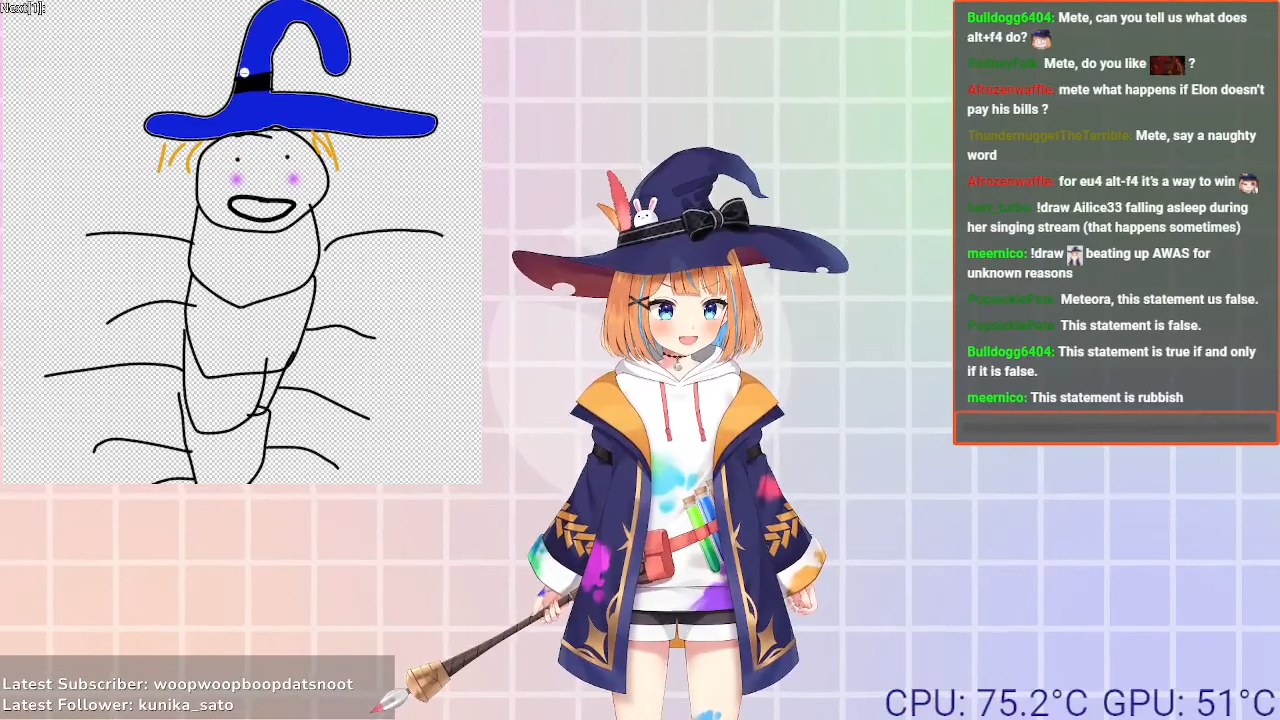 Next[1]:
Bulldogg6404: Mete, can you tell us what does
alt+f4 do?
RodneyFalk: Mete, do you like ?
Afrozenwaffle: mete what happens if Elon doesn't
pay his bills ?
ThundernuggetTheTerrible: Mete, say a naughty
word
Afrozenwaffle: for eu4 alt-f4 it's a way to win
!draw Ailice33 falling asleep during
her singing stream (that happens sometimes)
meernico: !draw beating up AWAS for
unknown reasons
PopsicklePete: Meteora, this statement us false.
PopsicklePete: This statement is false.
Bulldogg6404: This statement is true if and only
if it is false.
meernico: This statement is rubbish
Latest Subscriber: woopwoopboopdatsnoot
Latest Follower: kunika_sato
CPU: 75.2°C GPU: 51°C